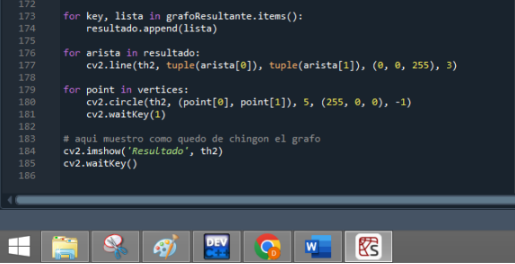 172
173 for key, lista in grafoResultante.items():
174 resultado.append(lista)
175
176 for arista in resultado:
177 cv2.line(th2, tuple(arista[0]), tuple(arista[1]), (0, 0, 255), 3)
178
179 for point in vertices:
180 cv2.circle(th2, (point[0], point[1]), 5, (255, 0, 0), -1)
181 cv2.waitKey(1)
182
183 # aqui muestro como quedo de chingon el grafo
184 cv2.imshow('Resultado', th2)
185 cv2.waitKey()
186
DEV D W S